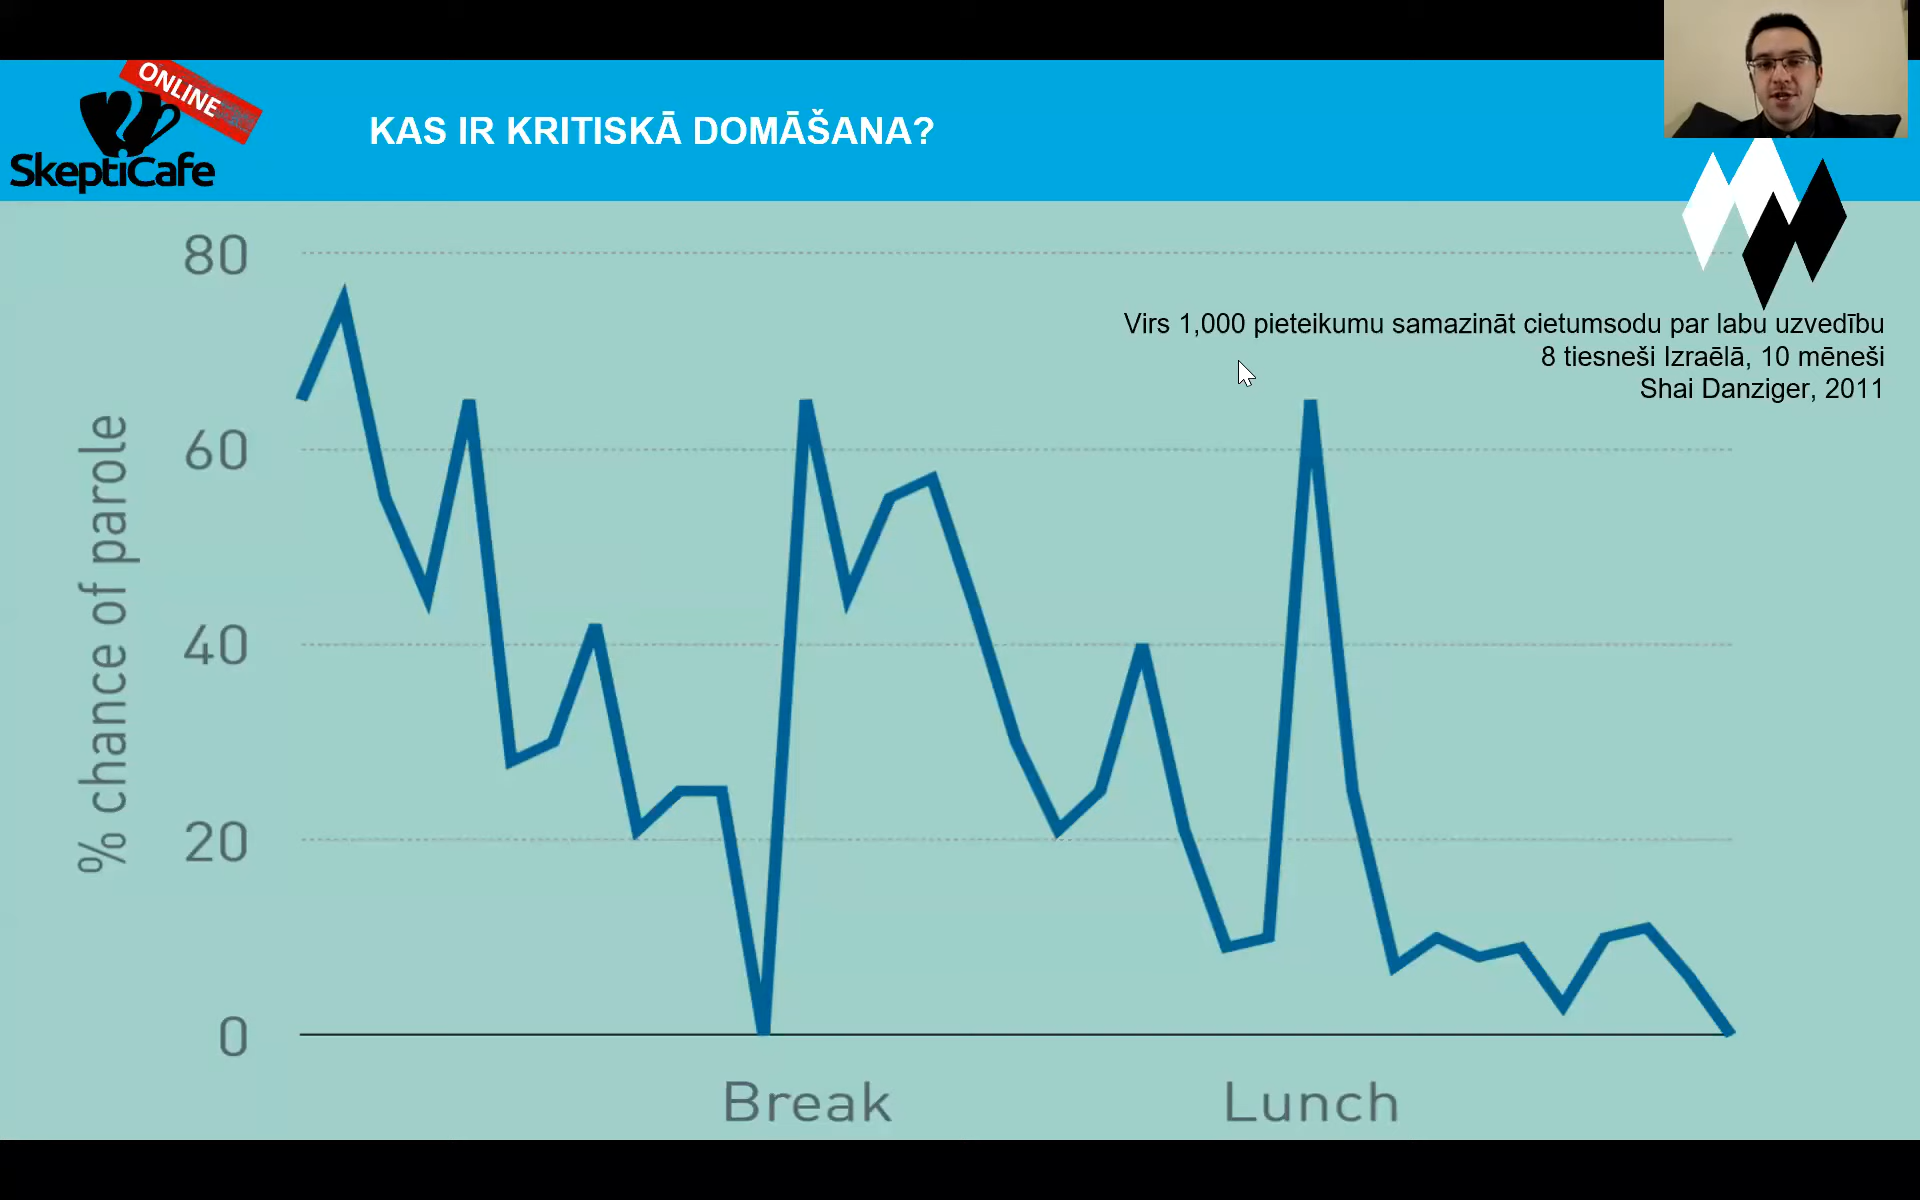 ONLINE
SkeptiCafe
KAS IR KRITISKĀ DOMĀŠANA?
Virs 1,000 pieteikumu samazināt cietumsodu par labu uzvedību
8 tiesneši Izraēlā, 10 mēneši
Shai Danziger, 2011
% chance of parole
80
60
40
20
0
Break
Lunch